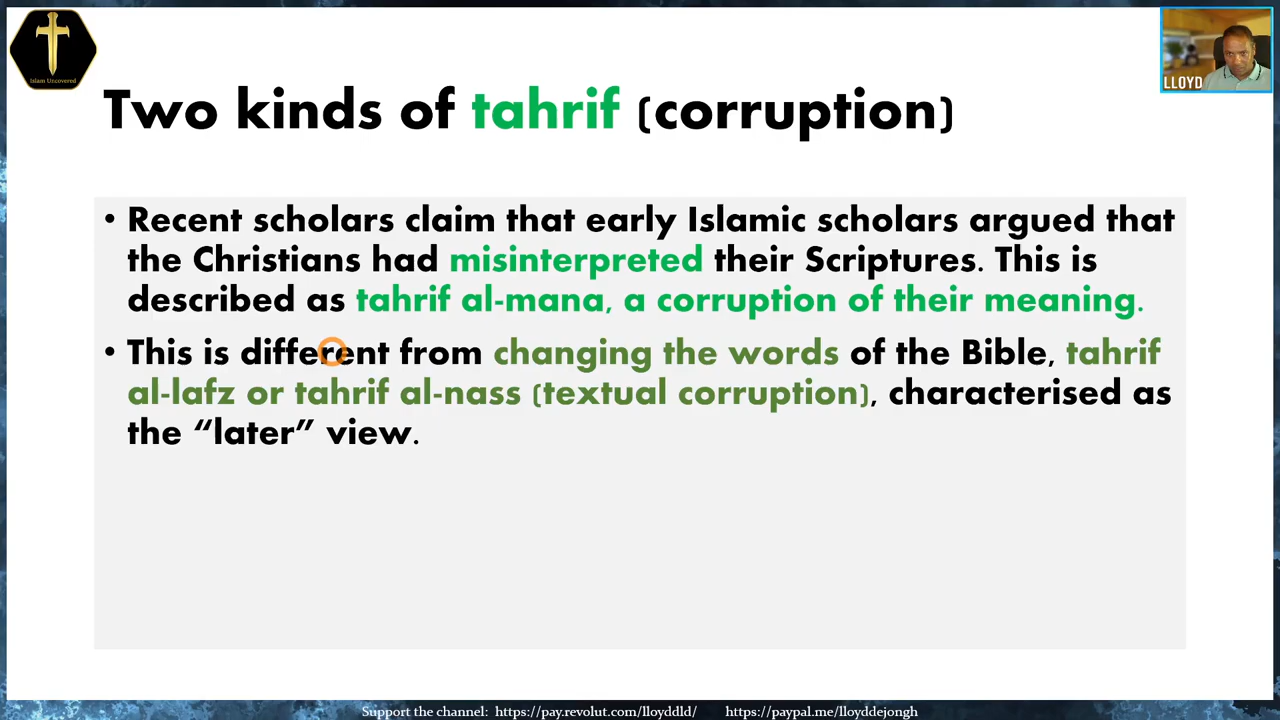 Islam Uncovered
LLOYD
Two kinds of tahrif (corruption)
• Recent scholars claim that early Islamic scholars argued that
the Christians had misinterpreted their Scriptures. This is
described as tahrif al-mana, a corruption of their meaning.
• This is different from changing the words of the Bible, tahrif
al-lafz or tahrif al-nass (textual corruption), characterised as
the “later” view.
Support the channel: https://pay.revolut.com/lloyddld/ https://paypal.me/lloyddejongh